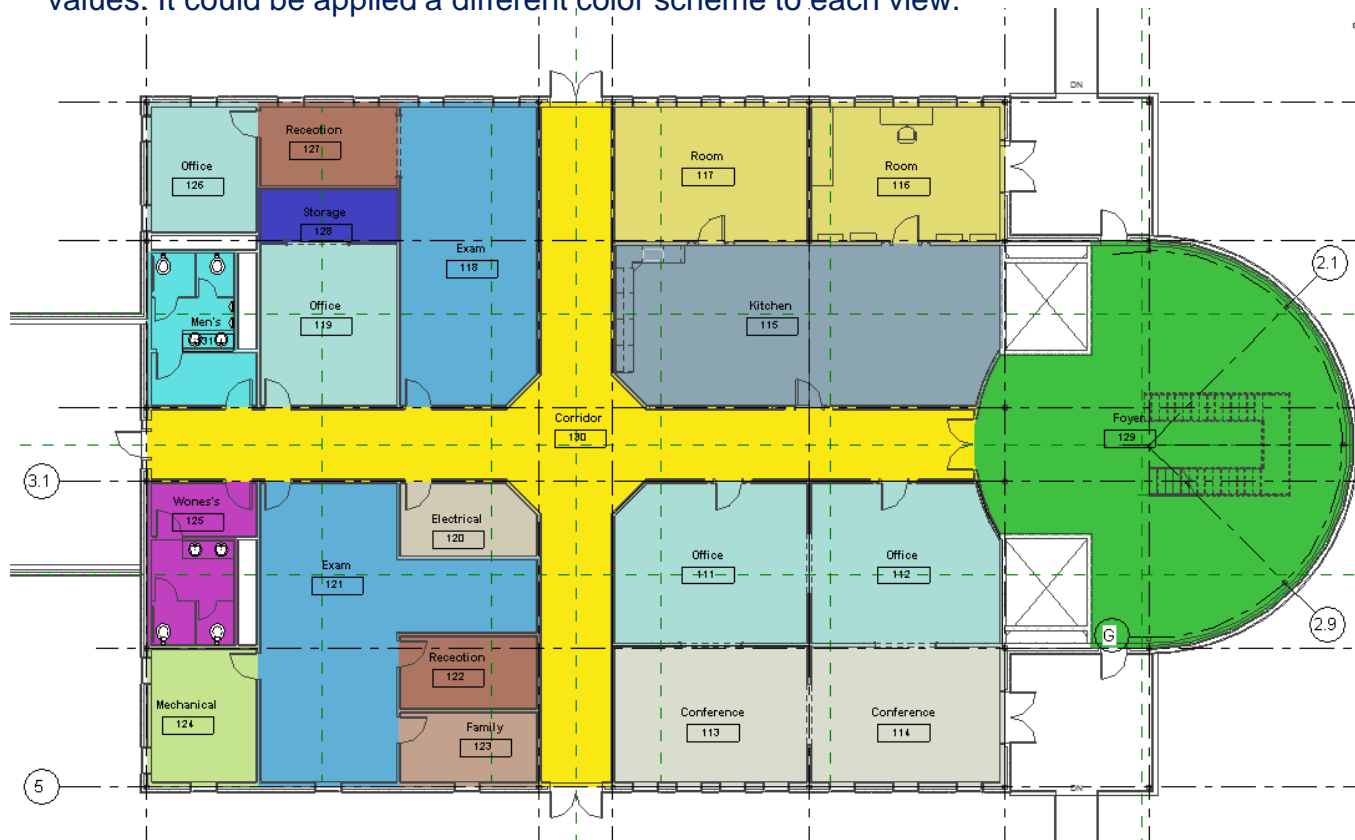 values. It could be applied a different color scheme to each view.
DN
Recection
127
Office
126
Room
117
Room
116
Storage
128
Exam
118
2.1
Office
119
Kitchen
115
Men's
131
Corridor
130
Foyer
129
3.1
Wones's
125
Electrical
120
Exam
121
Office
111
Office
112
2.9
G
Recection
122
Mechanical
124
Family
123
Conference
113
Conference
114
5
DN